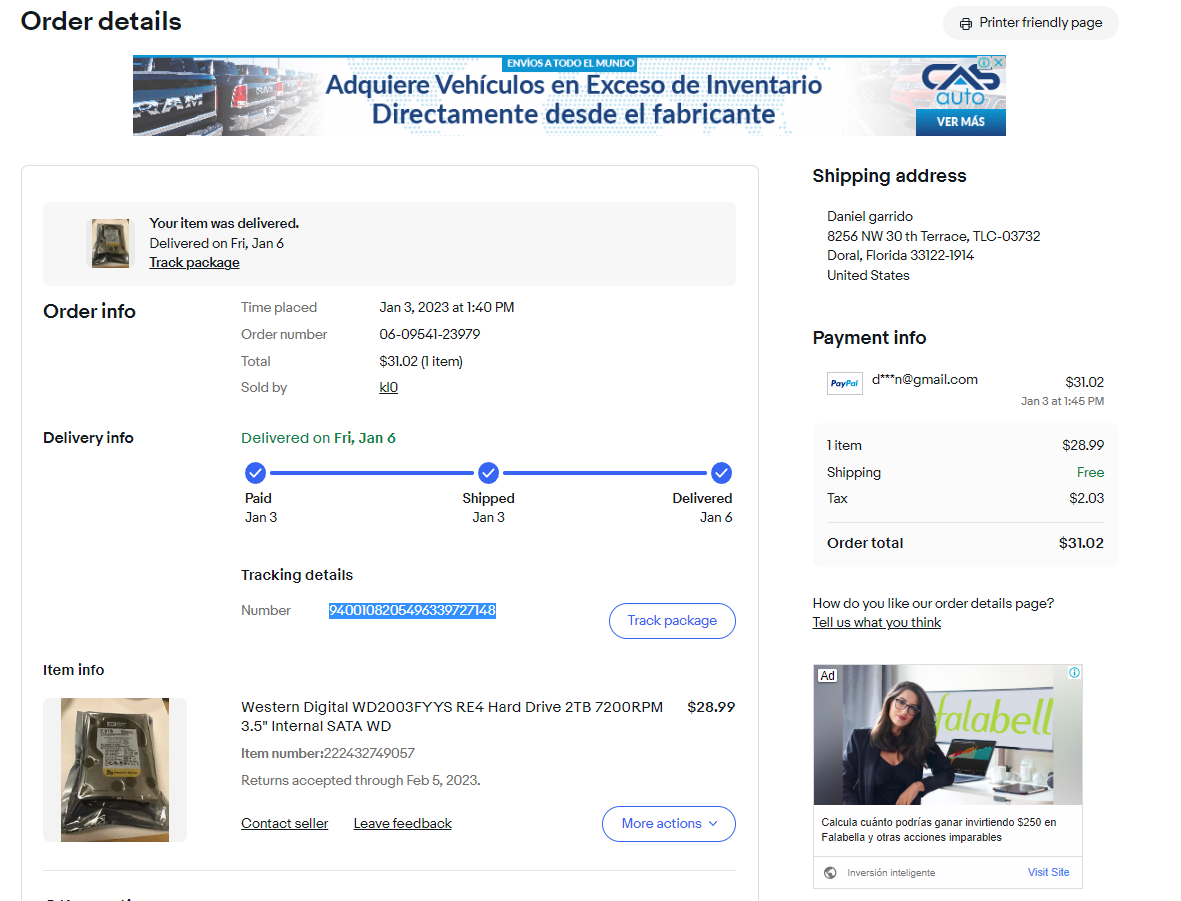 Order details
Printer friendly page
ENVÍOS A TODO EL MUNDO
Adquiere Vehículos en Exceso de Inventario
Directamente desde el fabricante
RAM
CAS
auto
VER MÁS
Your item was delivered.
Delivered on Fri, Jan 6
Track package
Order info
Time placed Jan 3, 2023 at 1:40 PM
Order number 06-09541-23979
Total $31.02 (1 item)
Sold by kl0
Delivery info
Delivered on Fri, Jan 6
Paid Shipped Delivered
Jan 3 Jan 3 Jan 6
Tracking details
Number 9400108205496339727148
Track package
Item info
Western Digital WD2003FYYS RE4 Hard Drive 2TB 7200RPM $28.99
3.5" Internal SATA WD
Item number:222432749057
Returns accepted through Feb 5, 2023.
Contact seller Leave feedback
More actions
Shipping address
Daniel garrido
8256 NW 30 th Terrace, TLC-03732
Doral, Florida 33122-1914
United States
Payment info
PayPal d***n@gmail.com $31.02
Jan 3 at 1:45 PM
1 item $28.99
Shipping Free
Tax $2.03
Order total $31.02
How do you like our order details page?
Tell us what you think
Ad
falabell
Calcula cuánto podrías ganar invirtiendo $250 en
Falabella y otras acciones imparables
Inversión inteligente Visit Site